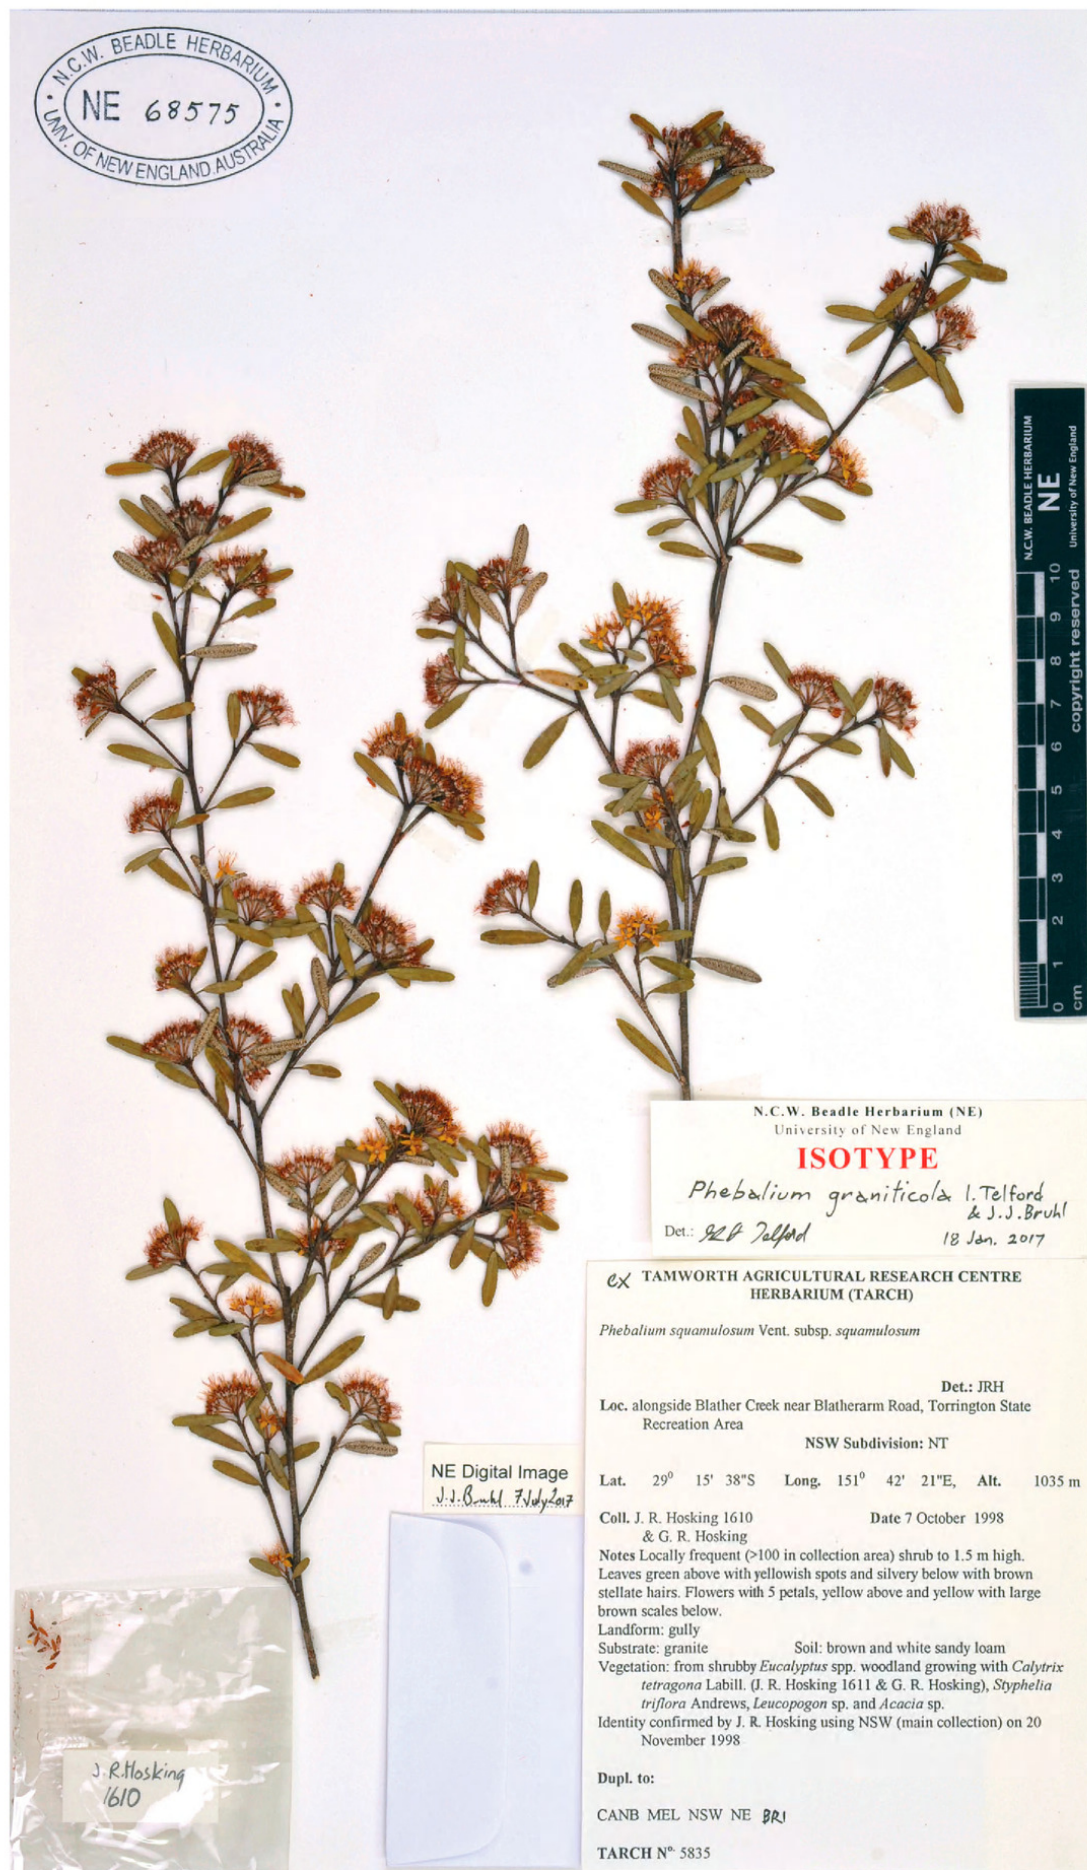 N.C.W. BEADLE HERBARIUM
NE 68575
UNIV. OF NEW ENGLAND. AUSTRALIA
N.C.W. BEADLE HERBARIUM
NE
University of New England
copyright reserved
10
9
8
7
6
5
4
3
2
1
0
cm
N.C.W. Beadle Herbarium (NE)
University of New England
ISOTYPE
Phebalium graniticola I. Telford
& J.J. Bruhl
Det.: Telford
18 Jan. 2017
ex TAMWORTH AGRICULTURAL RESEARCH CENTRE
HERBARIUM (TARCH)
Phebalium squamulosum Vent. subsp. squamulosum
Det.: JRH
Loc. alongside Blather Creek near Blatherarm Road, Torrington State
Recreation Area
NSW Subdivision: NT
Lat. 29⁰ 15' 38"S Long. 151⁰ 42' 21"E, Alt. 1035 m
Coll. J. R. Hosking 1610 Date 7 October 1998
& G. R. Hosking
Notes Locally frequent (>100 in collection area) shrub to 1.5 m high.
Leaves green above with yellowish spots and silvery below with brown
stellate hairs. Flowers with 5 petals, yellow above and yellow with large
brown scales below.
Landform: gully
Substrate: granite Soil: brown and white sandy loam
Vegetation: from shrubby Eucalyptus spp. woodland growing with Calytrix
tetragona Labill. (J. R. Hosking 1611 & G. R. Hosking), Styphelia
triflora Andrews, Leucopogon sp. and Acacia sp.
Identity confirmed by J. R. Hosking using NSW (main collection) on 20
November 1998
Dupl. to:
CANB MEL NSW NE BRI
TARCH Nº 5835
NE Digital Image
J.J. Bruhl 7 July 2017
J.R.Hosking
1610